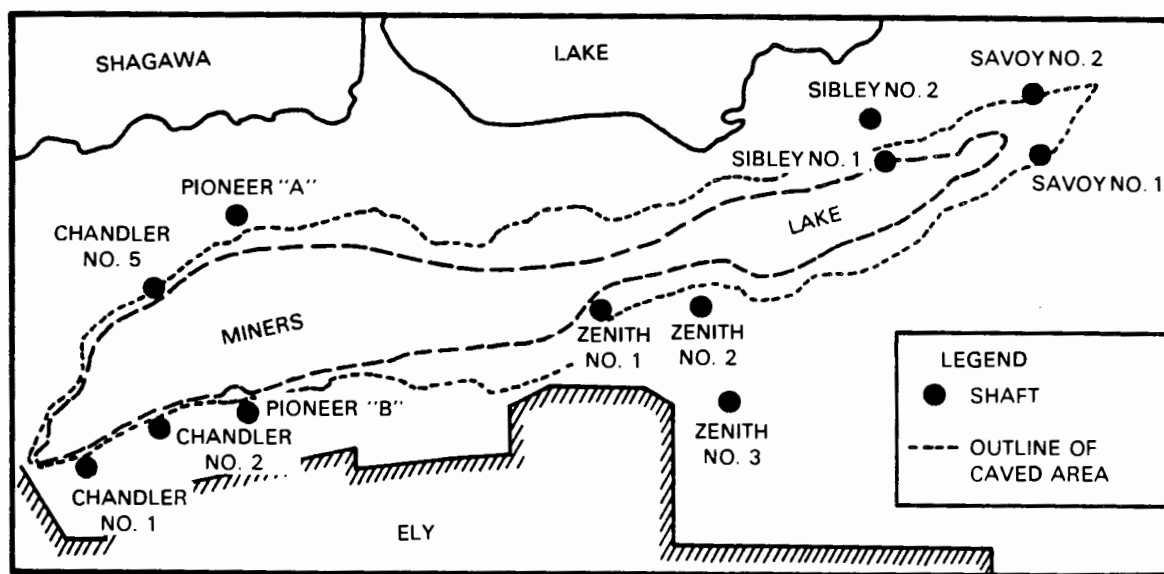 SHAGAWA
LAKE
SAVOY NO. 2
SIBLEY NO. 2
SIBLEY NO. 1
SAVOY NO. 1
PIONEER "A"
LAKE
CHANDLER
NO. 5
MINERS
ZENITH
NO. 1
ZENITH
NO. 2
LEGEND
SHAFT
PIONEER "B"
ZENITH
NO. 3
CHANDLER
NO. 2
OUTLINE OF
CAVED AREA
CHANDLER
NO. 1
ELY